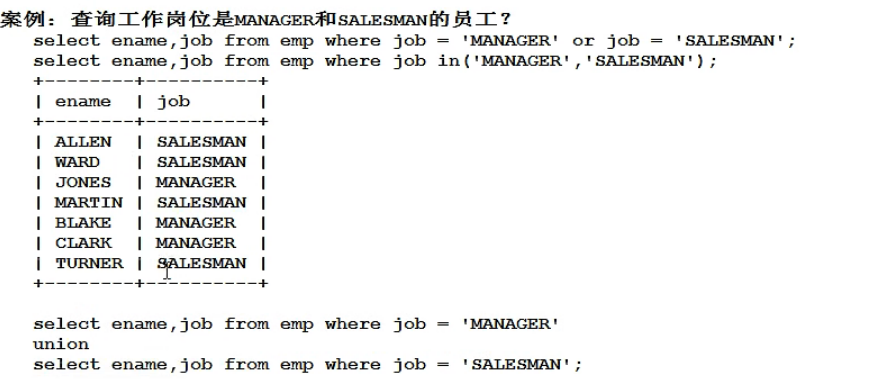 案例：查询工作岗位是MANAGER和SALESMAN的员工？
select ename,job from emp where job = 'MANAGER' or job = 'SALESMAN';
select ename,job from emp where job in('MANAGER','SALESMAN');
+--------+----------+
| ename  | job      |
+--------+----------+
| ALLEN  | SALESMAN |
| WARD   | SALESMAN |
| JONES  | MANAGER  |
| MARTIN | SALESMAN |
| BLAKE  | MANAGER  |
| CLARK  | MANAGER  |
| TURNER | SALESMAN |
+--------+----------+
select ename,job from emp where job = 'MANAGER'
union
select ename,job from emp where job = 'SALESMAN';